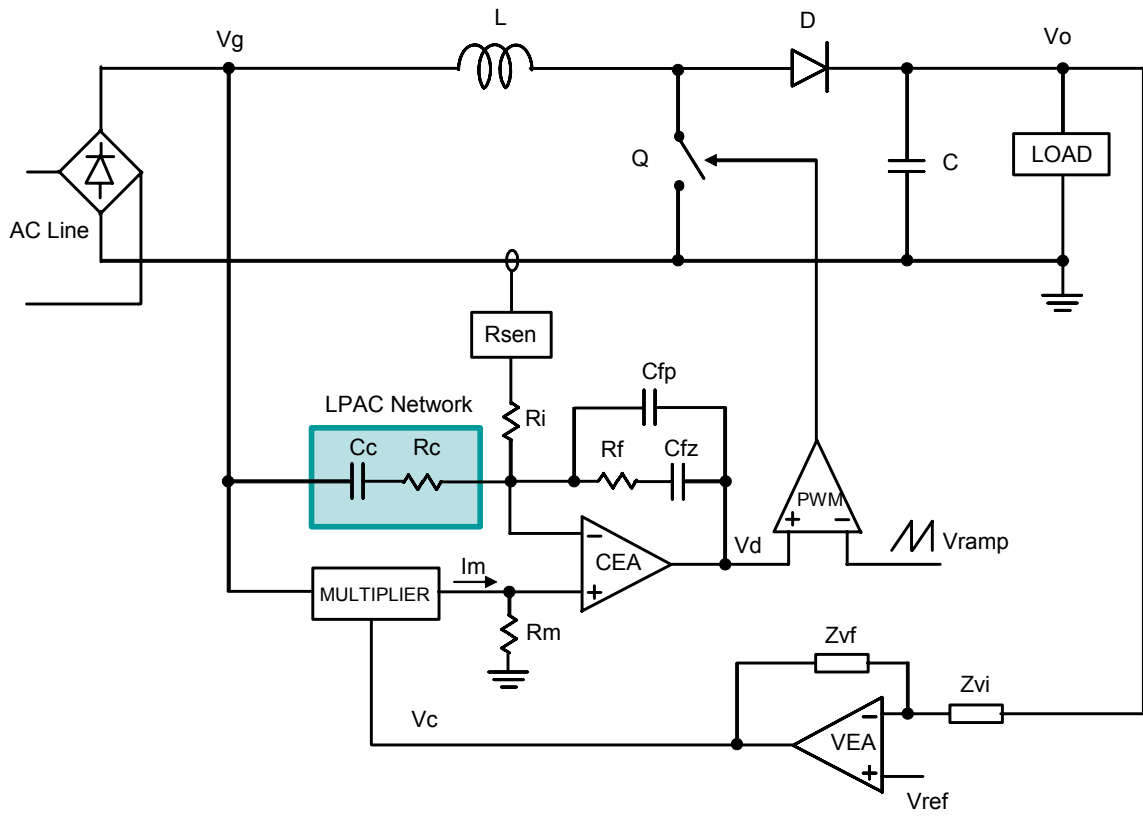 L
D
Vg
Vo
Q
C
LOAD
AC Line
Rsen
Cfp
LPAC Network
Ri
Cc
Rc
Rf
Cfz
PWM
+
−
Vramp
Vd
−
CEA
+
Im
MULTIPLIER
Rm
Zvf
Zvi
Vc
−
VEA
+
Vref